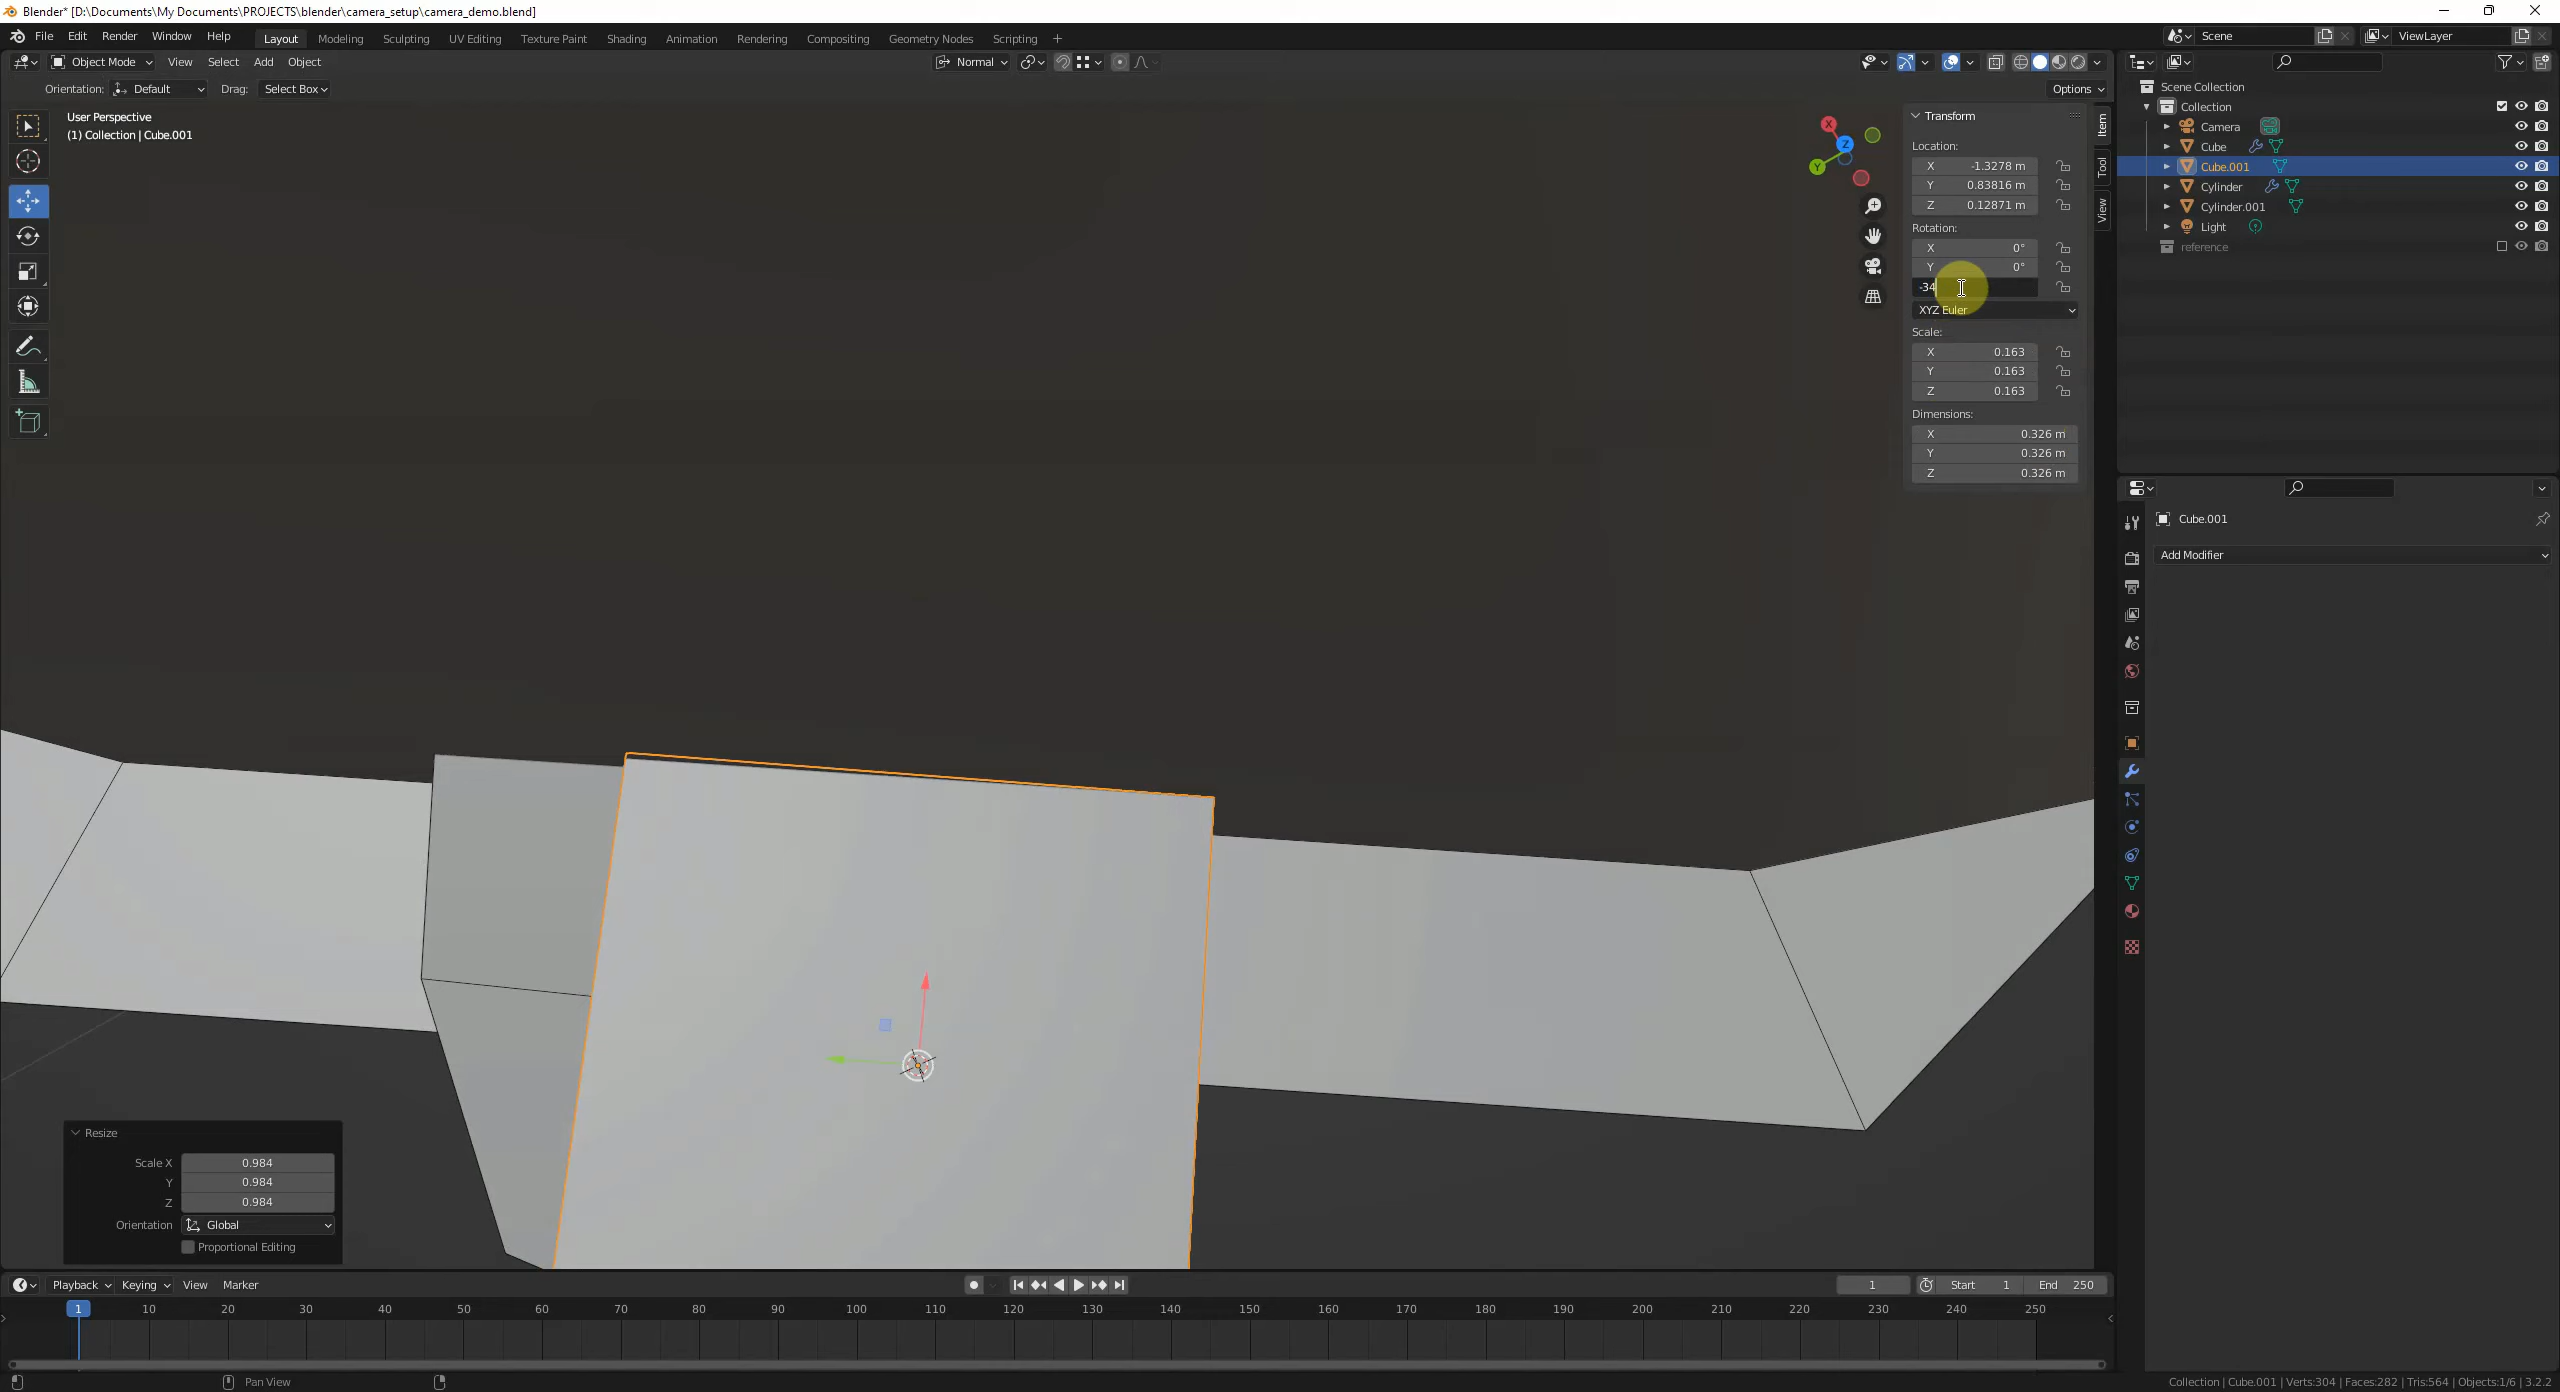 Blender* [D:\Documents\My Documents\PROJECTS\blender\camera_setup\camera_demo.blend]
File Edit Render Window Help Layout Modeling Sculpting UV Editing Texture Paint Shading Animation Rendering Compositing Geometry Nodes Scripting + Scene ViewLayer
Object Mode View Select Add Object Normal
Orientation: Default Drag: Select Box Options
User Perspective
(1) Collection | Cube.001
X
Y
Z
Transform
Location:
X -1.3278 m
Y 0.83816 m
Z 0.12871 m
Rotation:
X 0°
Y 0°
-34
XYZ Euler
Scale:
X 0.163
Y 0.163
Z 0.163
Dimensions:
X 0.326 m
Y 0.326 m
Z 0.326 m
Item
Tool
View
Scene Collection
Collection
Camera
Cube
Cube.001
Cylinder
Cylinder.001
Light
reference
Cube.001
Add Modifier
Resize
Scale X 0.984
Y 0.984
Z 0.984
Orientation Global
Proportional Editing
Playback Keying View Marker 1 Start 1 End 250
1 10 20 30 40 50 60 70 80 90 100 110 120 130 140 150 160 170 180 190 200 210 220 230 240 250
Pan View
Collection | Cube.001 | Verts:304 | Faces:282 | Tris:564 | Objects:1/6 | 3.2.2